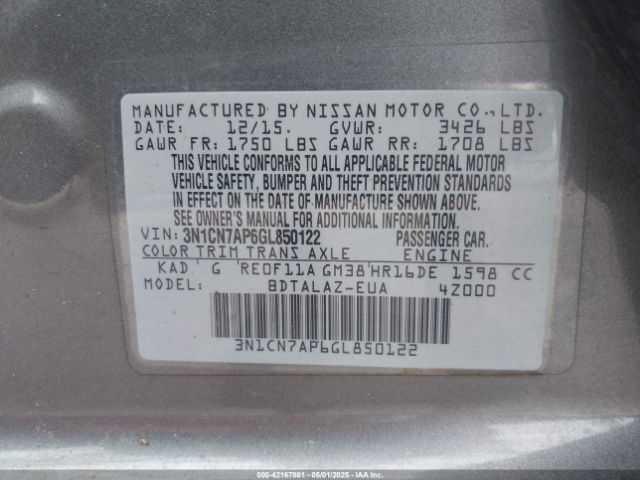 MANUFACTURED BY NISSAN MOTOR CO., LTD.
DATE: 12/15. GVWR: 3426 LBS
GAWR FR: 1750 LBS GAWR RR: 1708 LBS
THIS VEHICLE CONFORMS TO ALL APPLICABLE FEDERAL MOTOR
VEHICLE SAFETY, BUMPER AND THEFT PREVENTION STANDARDS
IN EFFECT ON THE DATE OF MANUFACTURE SHOWN ABOVE.
SEE OWNER'S MANUAL FOR ADDITIONAL INFORMATION.
VIN: 3N1CN7AP6GL850122 PASSENGER CAR.
COLOR TRIM TRANS AXLE ENGINE
KAD G 'RE0F11A GM38'HR16DE 1598 CC
MODEL: BDTALAZ-EUA 4Z000
3N1CN7AP6GL850122
000-42167881 - 05/01/2025 - IAA Inc.